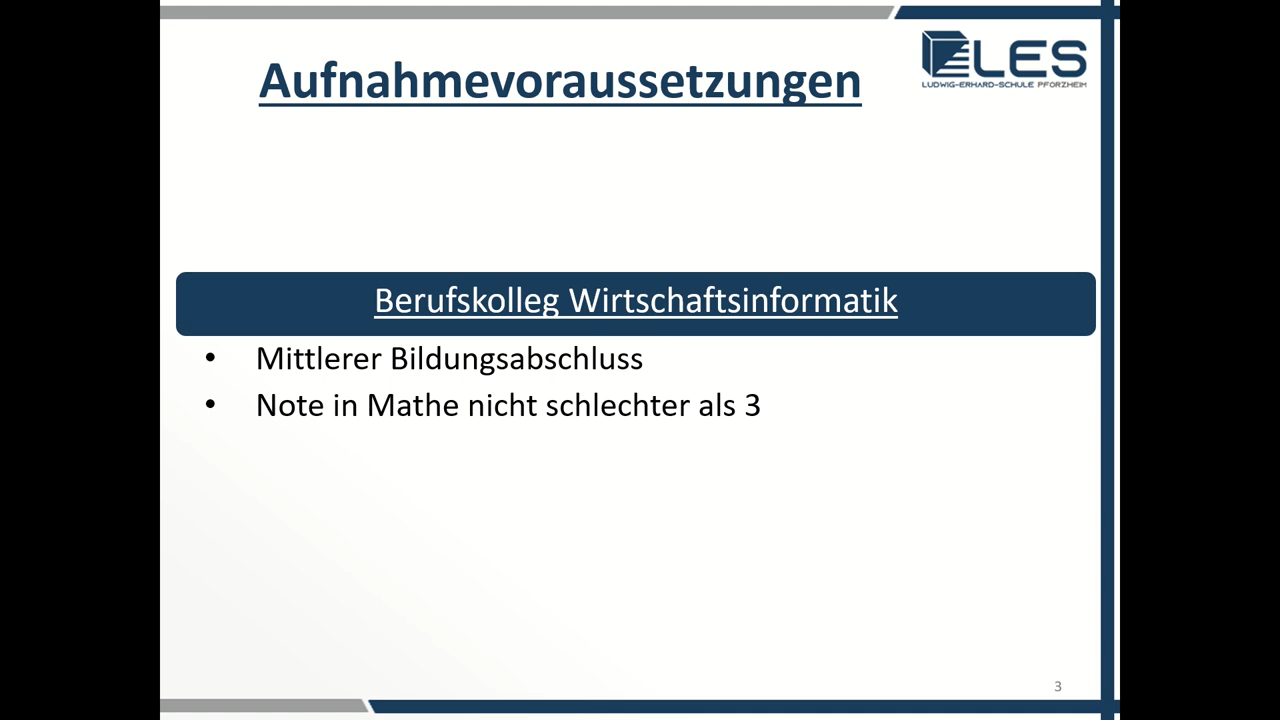 Aufnahmevoraussetzungen
LES
LUDWIG-ERHARD-SCHULE PFORZHEIM
Berufskolleg Wirtschaftsinformatik
• Mittlerer Bildungsabschluss
• Note in Mathe nicht schlechter als 3
3